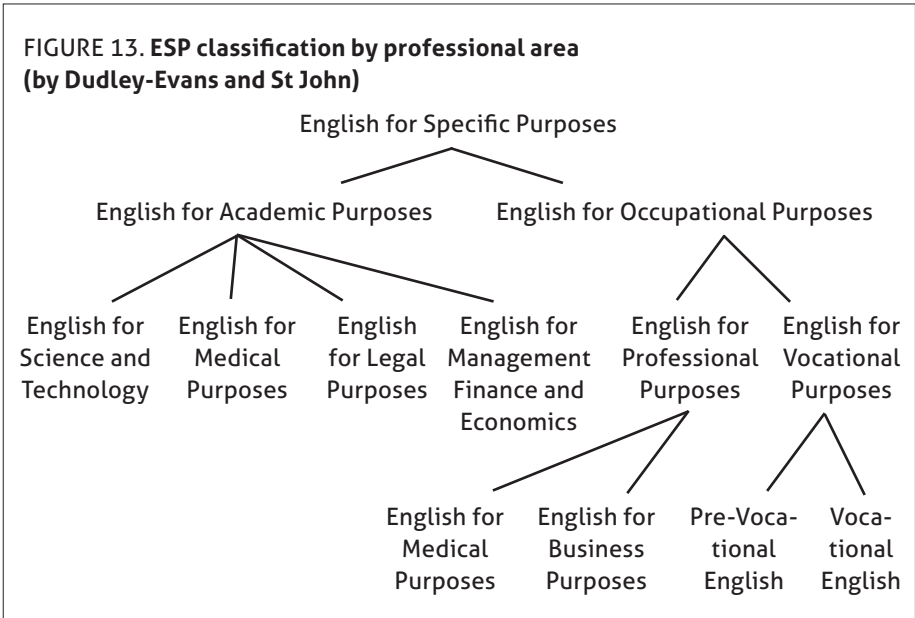 FIGURE 13. ESP classification by professional area
(by Dudley-Evans and St John)
English for Specific Purposes
English for Academic Purposes
English for Occupational Purposes
English for
Science and
Technology
English for
Medical
Purposes
English
for Legal
Purposes
English for
Management
Finance and
Economics
English for
Professional
Purposes
English for
Vocational
Purposes
English for
Medical
Purposes
English for
Business
Purposes
Pre-Voca-
tional
English
Voca-
tional
English